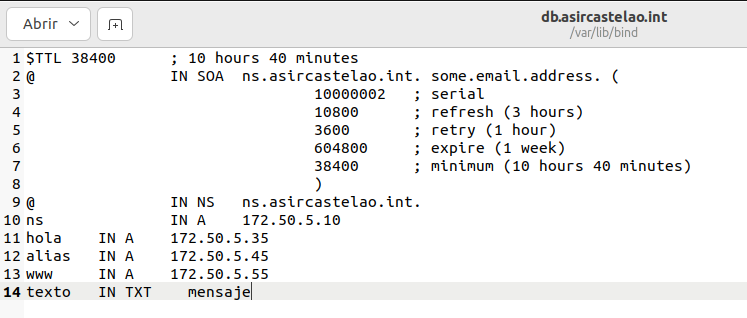 Abrir
db.asircastelao.int
/var/lib/bind
1 $TTL 38400 ; 10 hours 40 minutes
2 @ IN SOA ns.asircastelao.int. some.email.address. (
3 10000002 ; serial
4 10800 ; refresh (3 hours)
5 3600 ; retry (1 hour)
6 604800 ; expire (1 week)
7 38400 ; minimum (10 hours 40 minutes)
8 )
9 @ IN NS ns.asircastelao.int.
10 ns IN A 172.50.5.10
11 hola IN A 172.50.5.35
12 alias IN A 172.50.5.45
13 www IN A 172.50.5.55
14 texto IN TXT mensaje